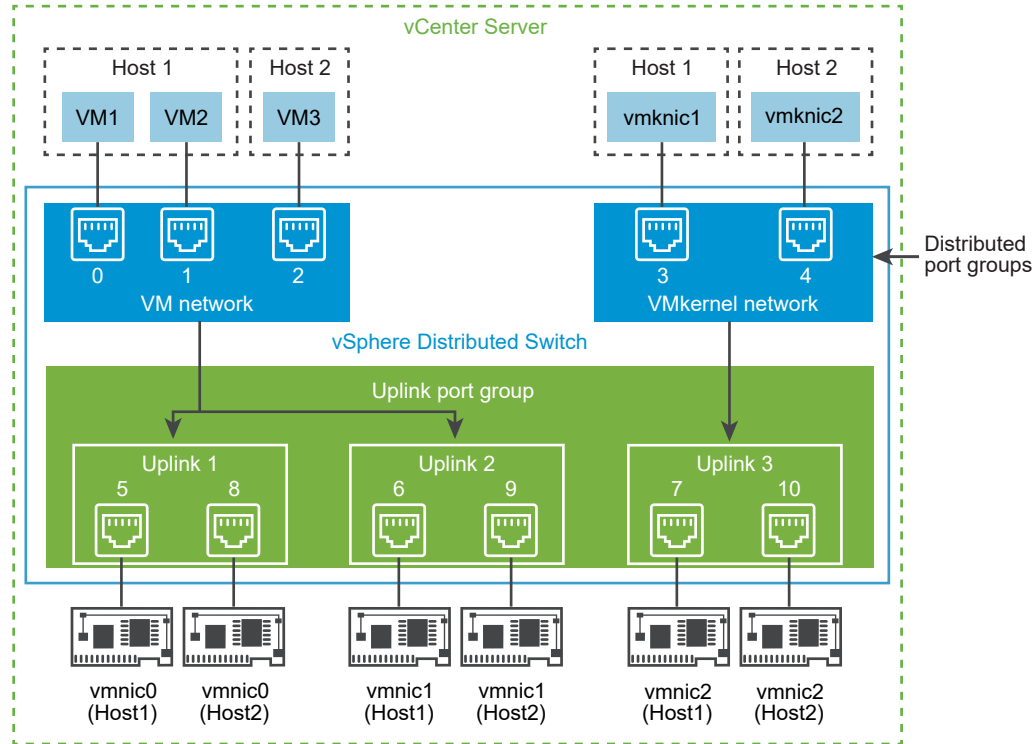 vCenter Server
Host 1
Host 2
Host 1
Host 2
VM1
VM2
VM3
vmknic1
vmknic2
0
1
2
3
4
VM network
VMkernel network
Distributed
port groups
vSphere Distributed Switch
Uplink port group
Uplink 1
Uplink 2
Uplink 3
5
8
6
9
7
10
vmnic0
(Host1)
vmnic0
(Host2)
vmnic1
(Host1)
vmnic1
(Host2)
vmnic2
(Host1)
vmnic2
(Host2)